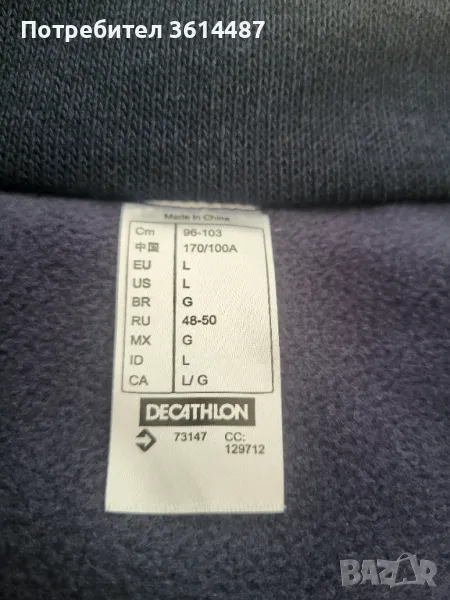 Потребител 3614487
Made in China
Cm 96-103
中国 170/100A
EU L
US L
BR G
RU 48-50
MX G
ID L
CA L/ G
DECATHLON
73147 CC:
129712
BAZAR